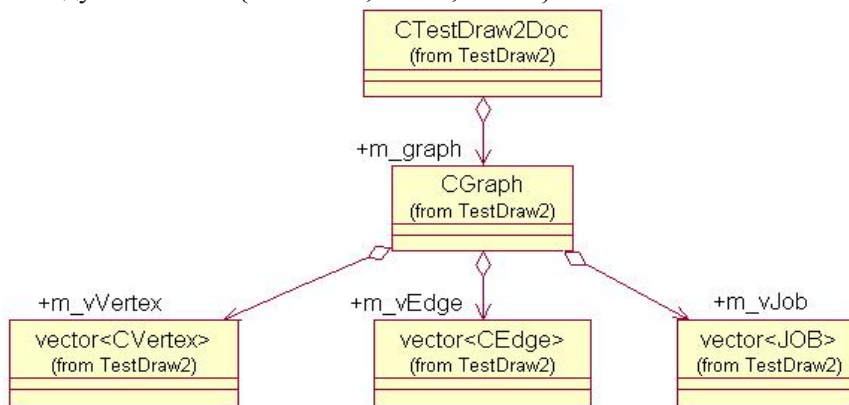 CTestDraw2Doc
(from TestDraw2)
+m_graph
CGraph
(from TestDraw2)
+m_vVertex
+m_vEdge
+m_vJob
vector<CVertex>
(from TestDraw2)
vector<CEdge>
(from TestDraw2)
vector<JOB>
(from TestDraw2)